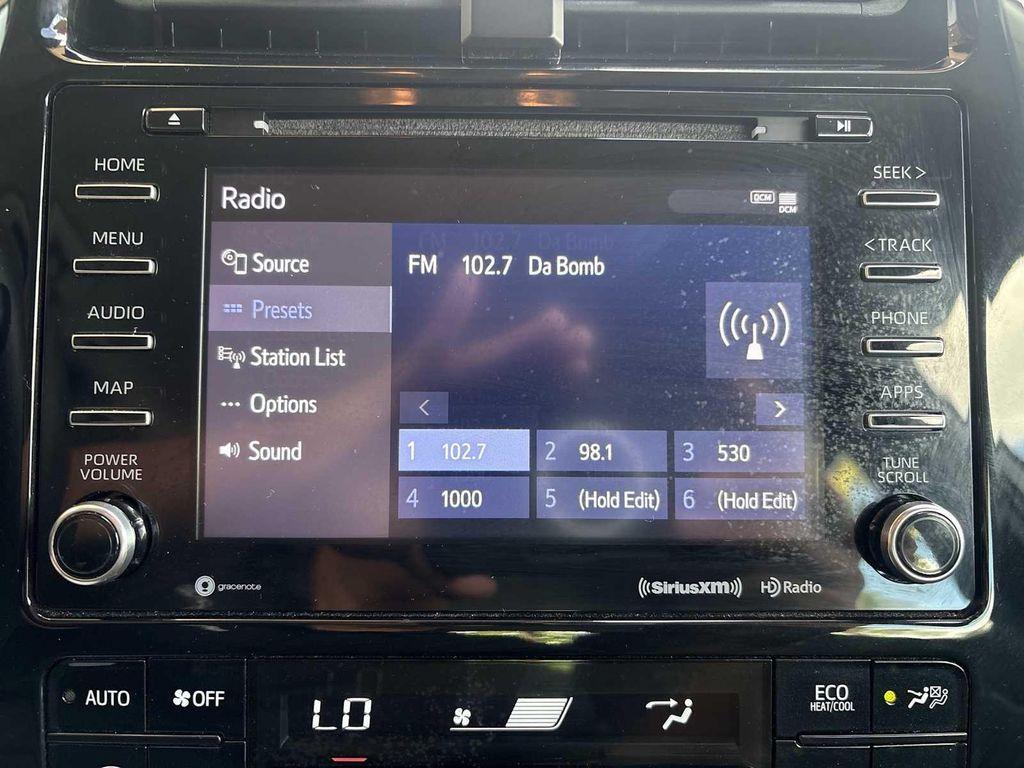 HOME
MENU
AUDIO
MAP
POWER
VOLUME
Radio
DCM
DCM
Source
Presets
Station List
Options
Sound
FM 102.7 Da Bomb
<
>
1 102.7
2 98.1
3 530
4 1000
5 (Hold Edit)
6 (Hold Edit)
SEEK >
< TRACK
PHONE
APPS
TUNE
SCROLL
gracenote
((SiriusXM))
HD Radio
AUTO
OFF
LO
ECO
HEAT/COOL